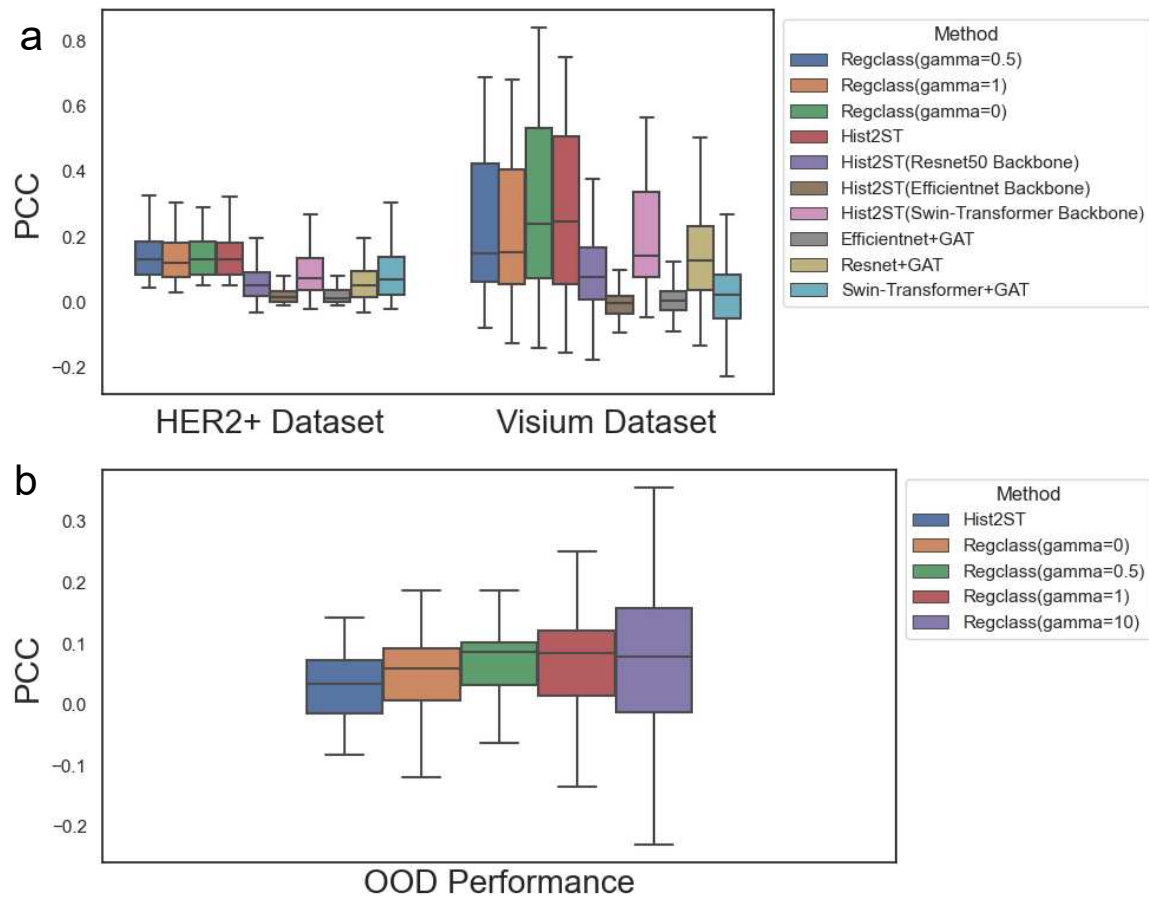 a
0.8
0.6
0.4
0.2
0.0
−0.2
PCC
HER2+ Dataset
Visium Dataset
Method
Regclass(gamma=0.5)
Regclass(gamma=1)
Regclass(gamma=0)
Hist2ST
Hist2ST(Resnet50 Backbone)
Hist2ST(Efficientnet Backbone)
Hist2ST(Swin-Transformer Backbone)
Efficientnet+GAT
Resnet+GAT
Swin-Transformer+GAT
b
0.3
0.2
0.1
0.0
−0.1
−0.2
PCC
OOD Performance
Method
Hist2ST
Regclass(gamma=0)
Regclass(gamma=0.5)
Regclass(gamma=1)
Regclass(gamma=10)